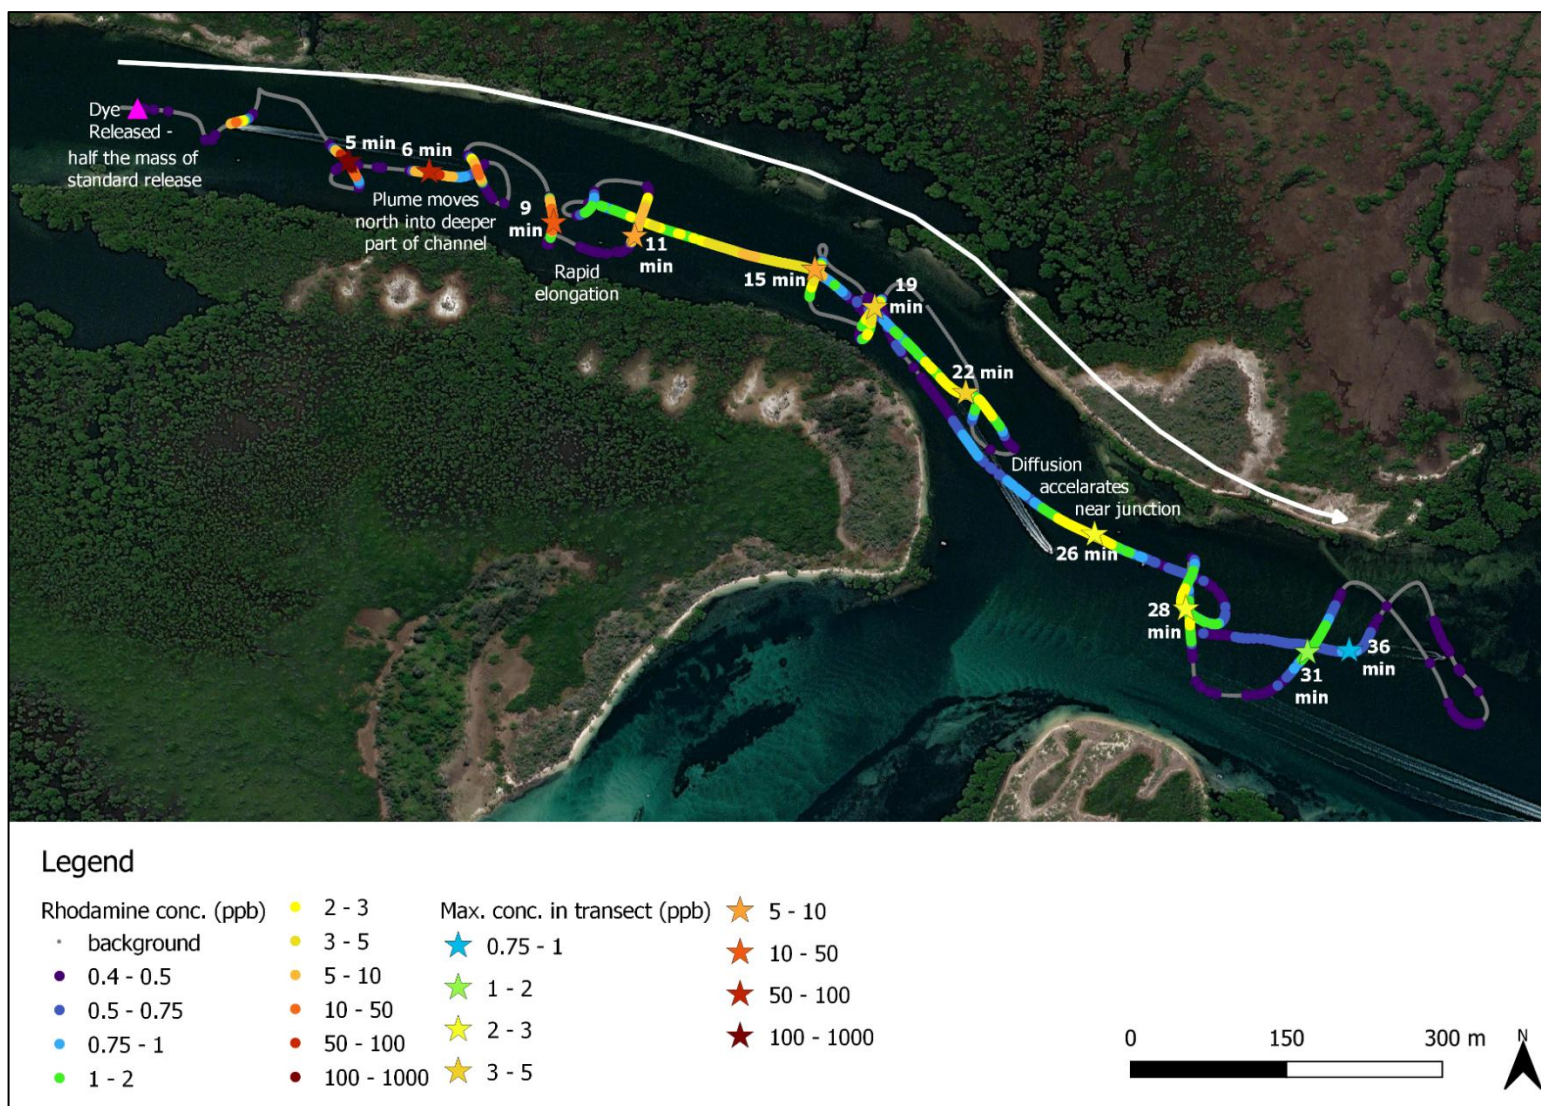 Dye
Released -
half the mass of
standard release
5 min
6 min
Plume moves
north into deeper
part of channel
9
min
Rapid
elongation
11
min
15 min
19
min
22 min
Diffusion
accelarates
near junction
26 min
28
min
31
min
36
min
Legend
Rhodamine conc. (ppb)
background
0.4 - 0.5
0.5 - 0.75
0.75 - 1
1 - 2
2 - 3
3 - 5
5 - 10
10 - 50
50 - 100
100 - 1000
Max. conc. in transect (ppb)
0.75 - 1
1 - 2
2 - 3
3 - 5
5 - 10
10 - 50
50 - 100
100 - 1000
0 150 300 m
N